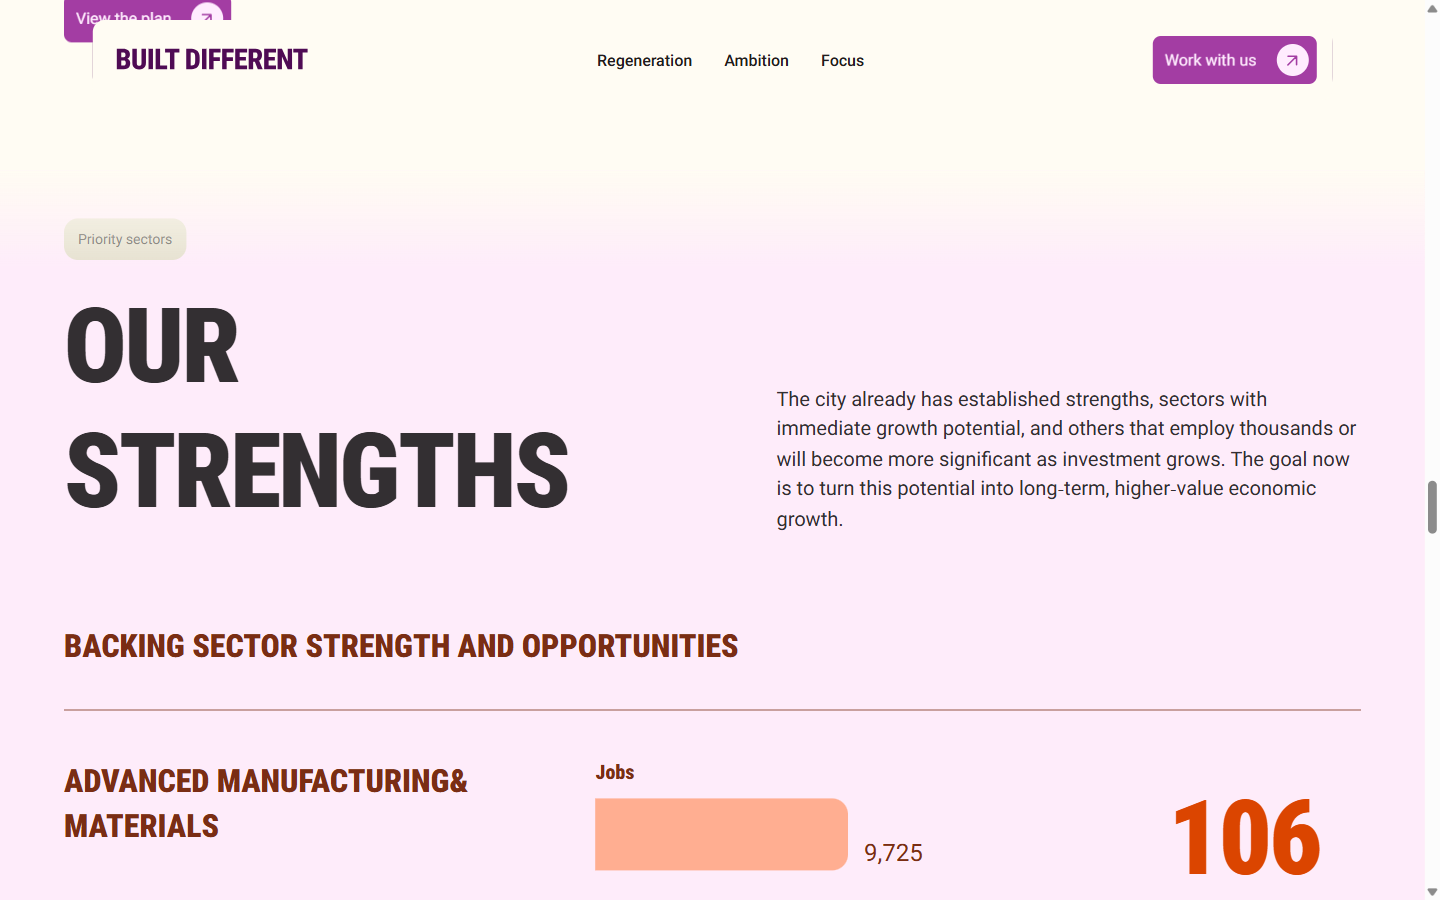 View the plan
BUILT DIFFERENT
Regeneration
Ambition
Focus
Work with us
Priority sectors
OUR
STRENGTHS
The city already has established strengths, sectors with
immediate growth potential, and others that employ thousands or
will become more significant as investment grows. The goal now
is to turn this potential into long-term, higher-value economic
growth.
BACKING SECTOR STRENGTH AND OPPORTUNITIES
ADVANCED MANUFACTURING&
MATERIALS
Jobs
9,725
106